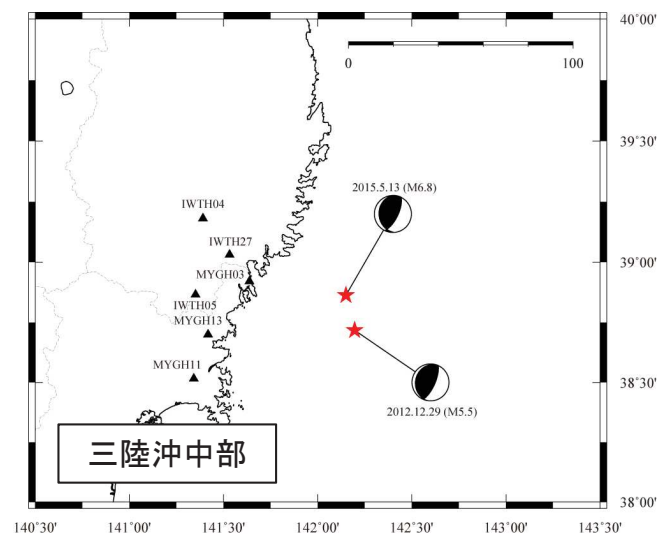 40°00'
0
100
39°30'
2015.5.13 (M6.8)
IWTH04
IWTH27
39°00'
MYGH03
IWTH05
MYGH13
MYGH11
38°30'
2012.12.29 (M5.5)
三陸沖中部
38°00'
140°30' 141°00' 141°30' 142°00' 142°30' 143°00' 143°30'